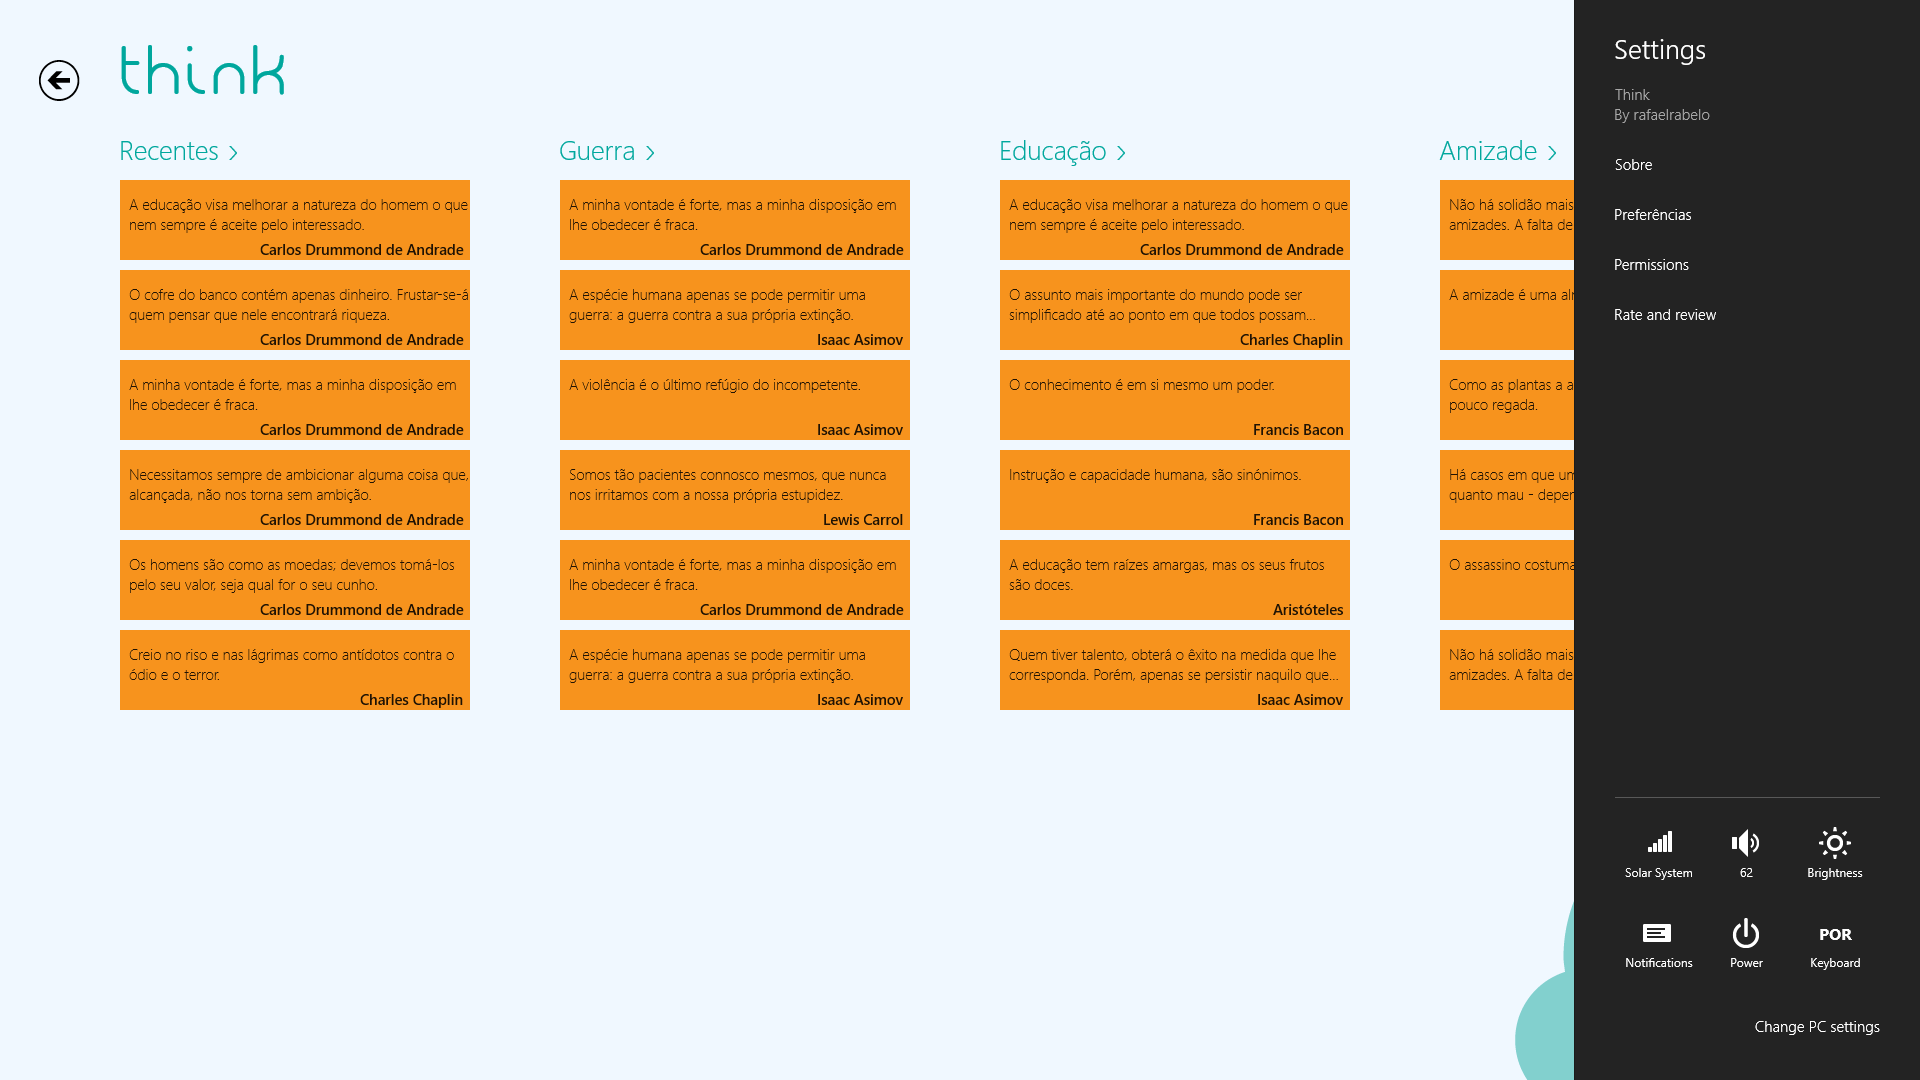 think
Recentes
A educação visa melhorar a natureza do homem o que
nem sempre é aceite pelo interessado.
Carlos Drummond de Andrade
O cofre do banco contém apenas dinheiro. Frustar-se-á
quem pensar que nele encontrará riqueza.
Carlos Drummond de Andrade
A minha vontade é forte, mas a minha disposição em
lhe obedecer é fraca.
Carlos Drummond de Andrade
Necessitamos sempre de ambicionar alguma coisa que,
alcançada, não nos torna sem ambição.
Carlos Drummond de Andrade
Os homens são como as moedas; devemos tomá-los
pelo seu valor, seja qual for o seu cunho.
Carlos Drummond de Andrade
Creio no riso e nas lágrimas como antídotos contra o
ódio e o terror.
Charles Chaplin
Guerra
A minha vontade é forte, mas a minha disposição em
lhe obedecer é fraca.
Carlos Drummond de Andrade
A espécie humana apenas se pode permitir uma
guerra: a guerra contra a sua própria extinção.
Isaac Asimov
A violência é o último refúgio do incompetente.
Isaac Asimov
Somos tão pacientes connosco mesmos, que nunca
nos irritamos com a nossa própria estupidez.
Lewis Carrol
A minha vontade é forte, mas a minha disposição em
lhe obedecer é fraca.
Carlos Drummond de Andrade
A espécie humana apenas se pode permitir uma
guerra: a guerra contra a sua própria extinção.
Isaac Asimov
Educação
A educação visa melhorar a natureza do homem o que
nem sempre é aceite pelo interessado.
Carlos Drummond de Andrade
O assunto mais importante do mundo pode ser
simplificado até ao ponto em que todos possam...
Charles Chaplin
O conhecimento é em si mesmo um poder.
Francis Bacon
Instrução e capacidade humana, são sinónimos.
Francis Bacon
A educação tem raízes amargas, mas os seus frutos
são doces.
Aristóteles
Quem tiver talento, obterá o êxito na medida que lhe
corresponda. Porém, apenas se persistir naquilo que...
Isaac Asimov
Amizade
Não há solidão mais
amizades. A falta de
A amizade é uma
Como as plantas a
pouco regada.
Há casos em que
quanto mau -
O assassino
Não há solidão mais
amizades. A falta de
Settings
Think
By rafaelrabelo
Sobre
Preferências
Permissions
Rate and review
Solar System
62
Brightness
Notifications
Power
POR
Keyboard
Change PC settings